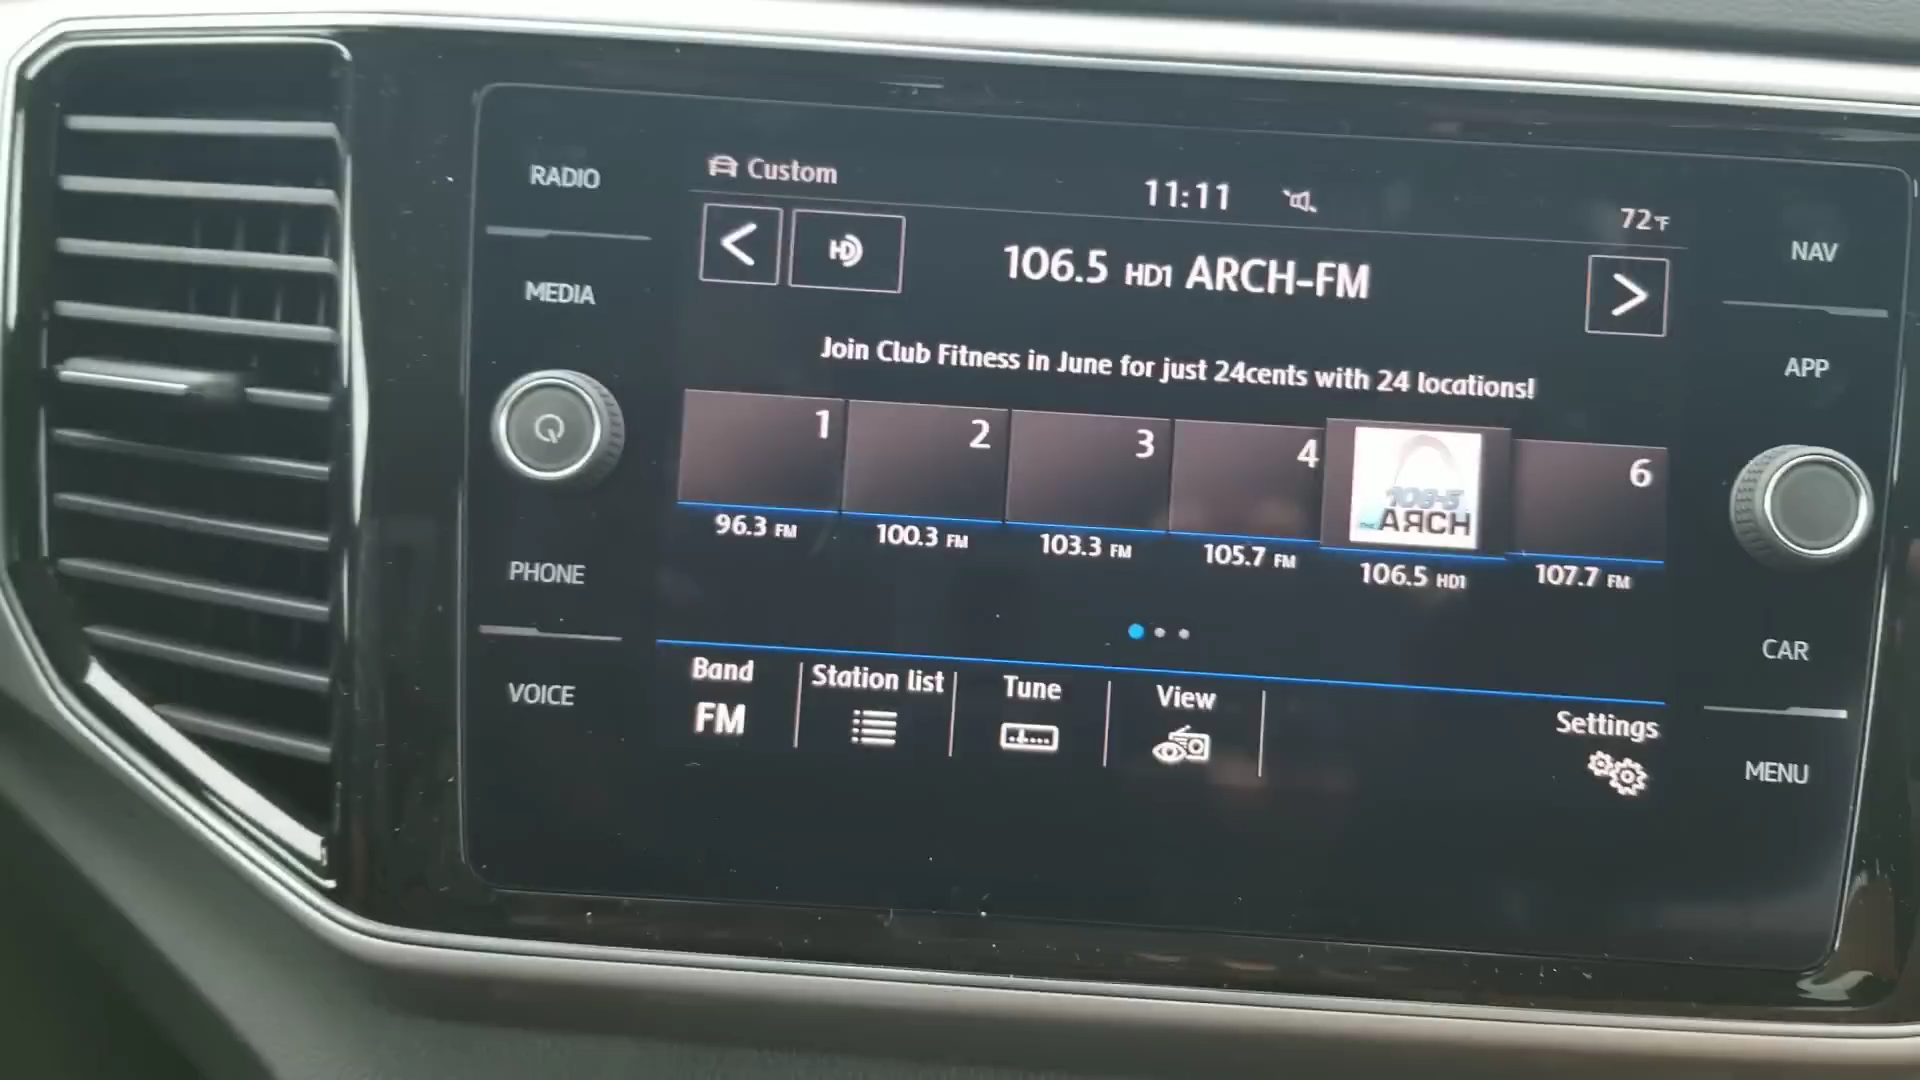 RADIO
MEDIA
PHONE
VOICE
Custom
11:11
72°F
HD
106.5 HD1 ARCH-FM
Join Club Fitness in June for just 24cents with 24 locations!
1
2
3
4
6
106.5
THE ARCH
96.3 FM
100.3 FM
103.3 FM
105.7 FM
106.5 HD1
107.7 FM
Band
FM
Station list
Tune
View
Settings
NAV
APP
CAR
MENU